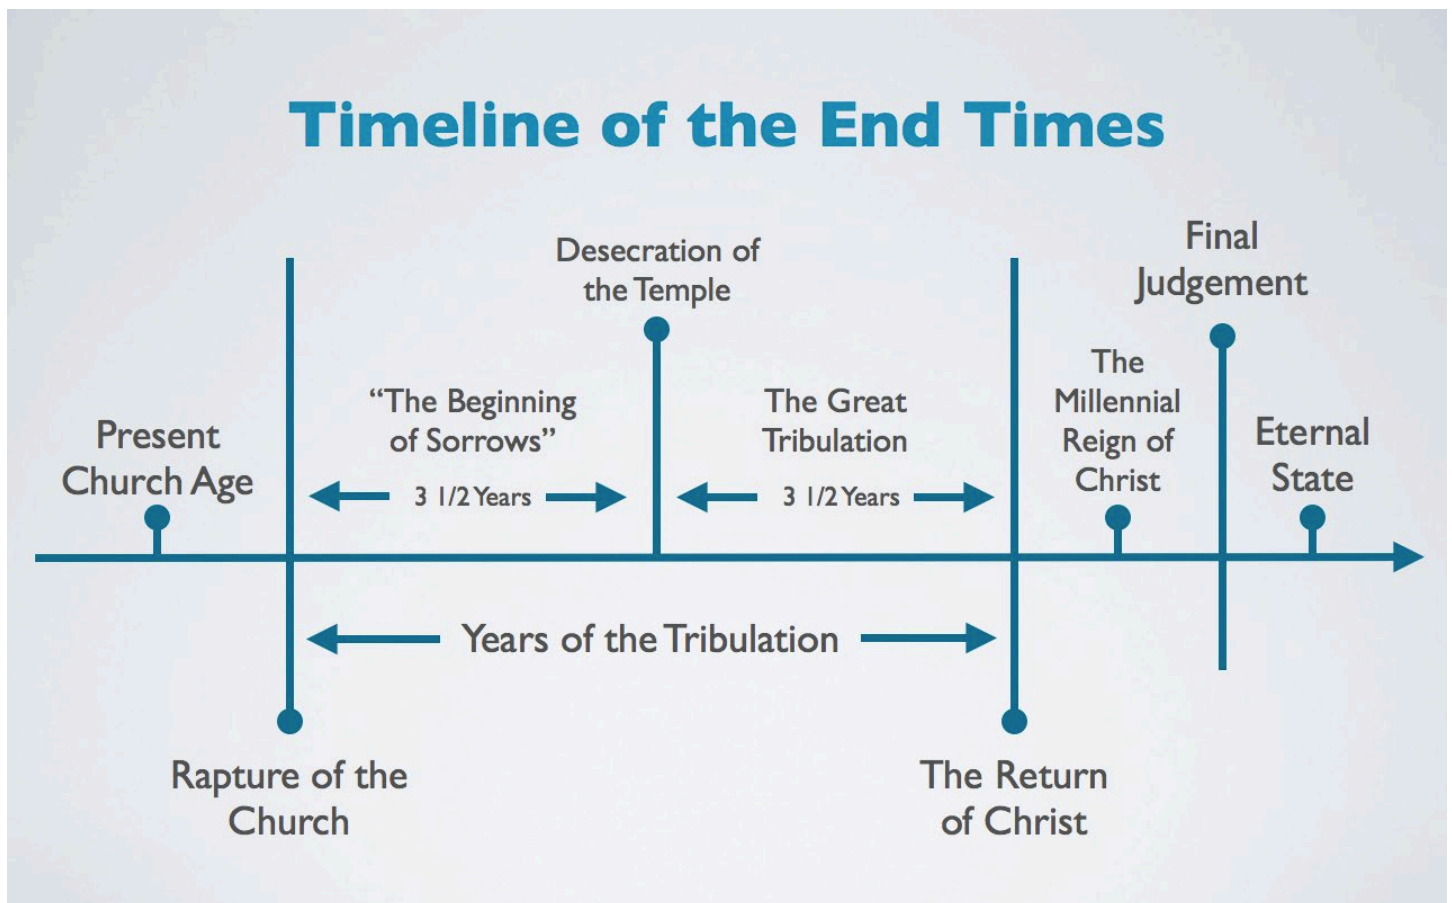 Timeline of the End Times
Present
Church Age
“The Beginning
of Sorrows”
3 1/2 Years
Desecration of
the Temple
The Great
Tribulation
3 1/2 Years
The
Millennial
Reign of
Christ
Final
Judgement
Eternal
State
Years of the Tribulation
Rapture of the
Church
The Return
of Christ